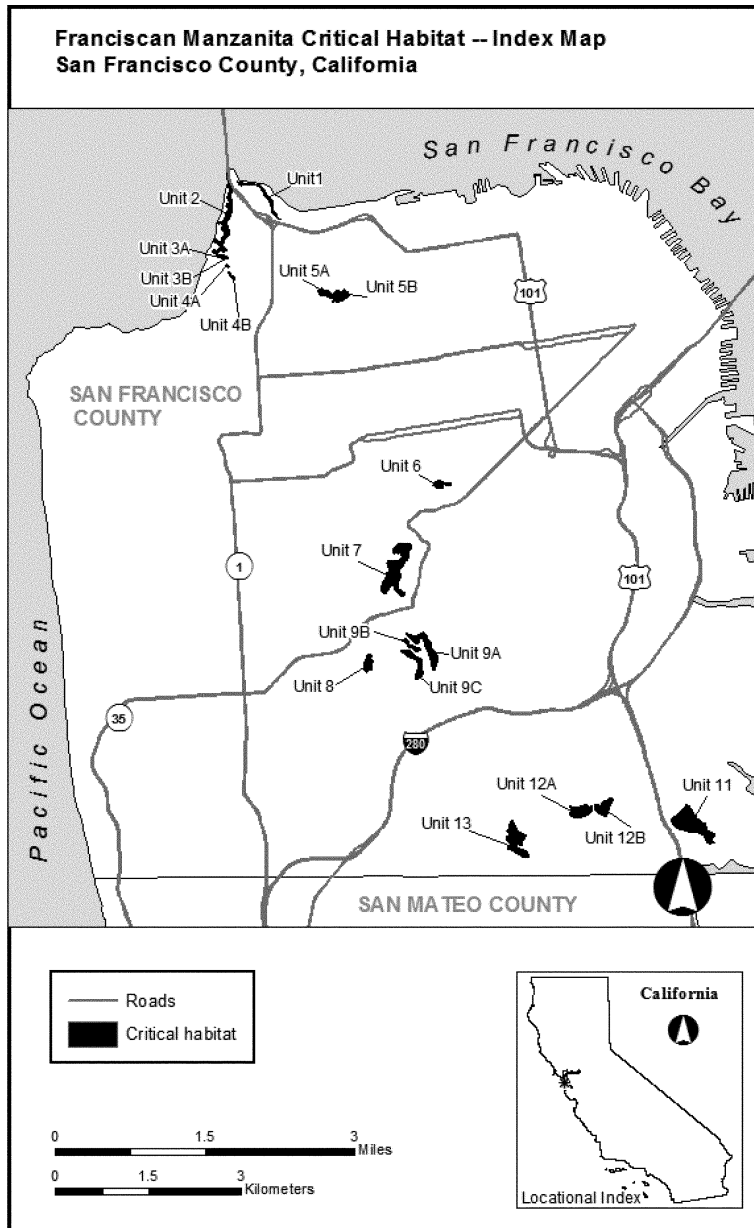 Franciscan Manzanita Critical Habitat -- Index Map
San Francisco County, California
San Francisco Bay
Unit1
Unit 2
Unit 3A
Unit 3B
Unit 4A
Unit 4B
Unit 5A
Unit 5B
101
SAN FRANCISCO
COUNTY
Unit 6
Unit 7
1
101
Unit 9B
Unit 9A
Unit 8
Unit 9C
35
280
Pacific Ocean
Unit 12A
Unit 11
Unit 13
Unit 12B
SAN MATEO COUNTY
Roads
Critical habitat
California
0 1.5 3
Miles
0 1.5 3
Kilometers
Locational Index